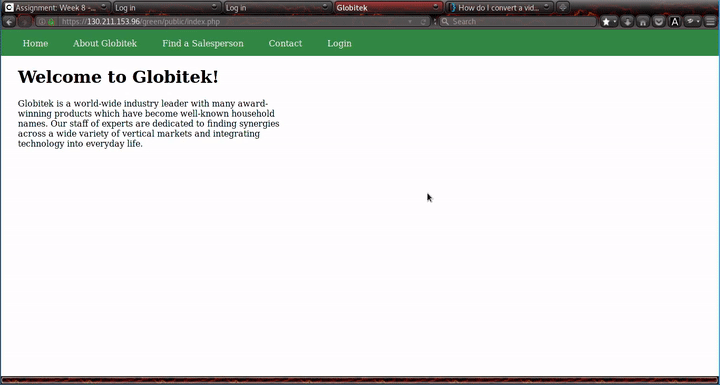 Assignment: Week 8 -...
Log in
Log in
Globitek
How do I convert a vid...
https://130.211.153.96/green/public/index.php
Search
Home About Globitek Find a Salesperson Contact Login
Welcome to Globitek!
Globitek is a world-wide industry leader with many award-
winning products which have become well-known household
names. Our staff of experts are dedicated to finding synergies
across a wide variety of vertical markets and integrating
technology into everyday life.